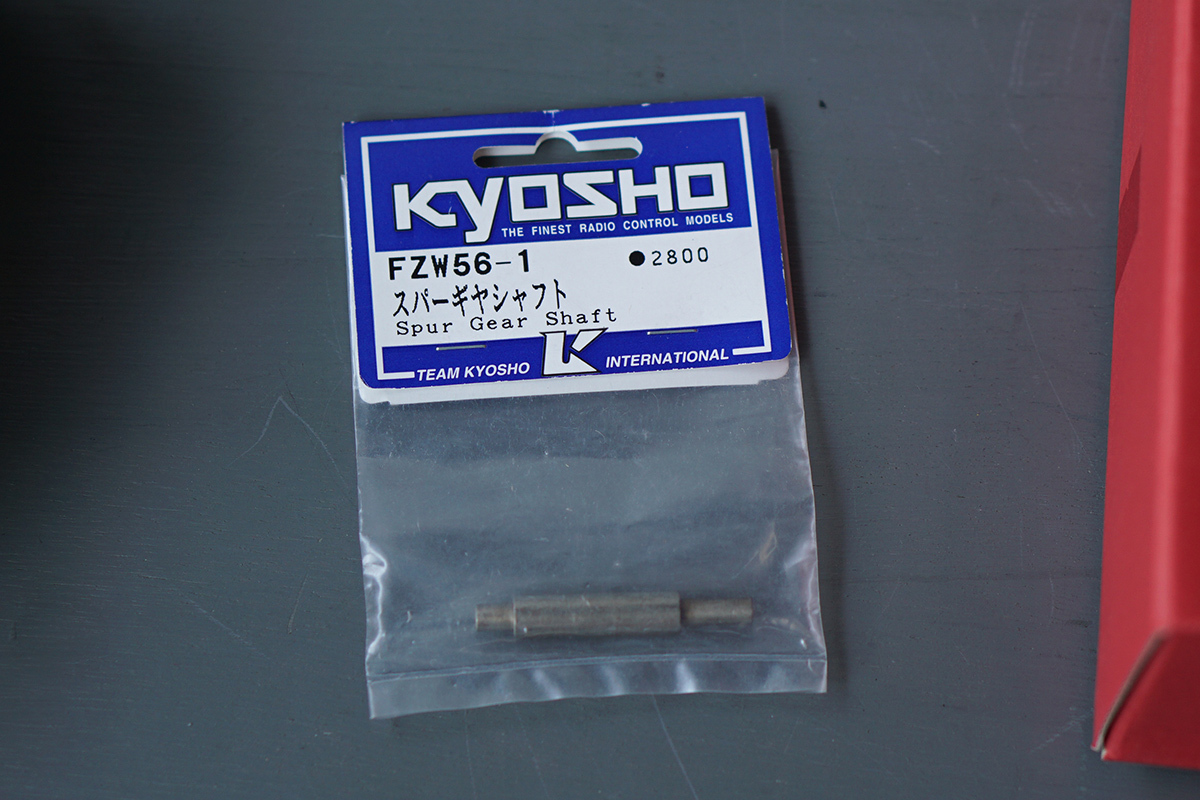 KYOSHO
THE FINEST RADIO CONTROL MODELS
FZW56-1 ●2800
スパーギヤシャフト
Spur Gear Shaft
TEAM KYOSHO K INTERNATIONAL